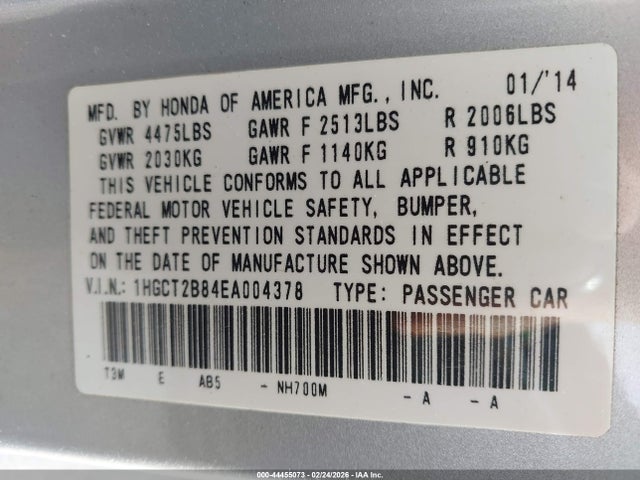 MFD. BY HONDA OF AMERICA MFG., INC. 01/'14
GVWR 4475LBS GAWR F 2513LBS R 2006LBS
GVWR 2030KG GAWR F 1140KG R 910KG
THIS VEHICLE CONFORMS TO ALL APPLICABLE
FEDERAL MOTOR VEHICLE SAFETY, BUMPER,
AND THEFT PREVENTION STANDARDS IN EFFECT
ON THE DATE OF MANUFACTURE SHOWN ABOVE.
V.I.N.: 1HGCT2B84EA004378 TYPE: PASSENGER CAR
T3M E AB5 - NH700M - A - A
000-44455073 - 02/24/2026 - IAA Inc.